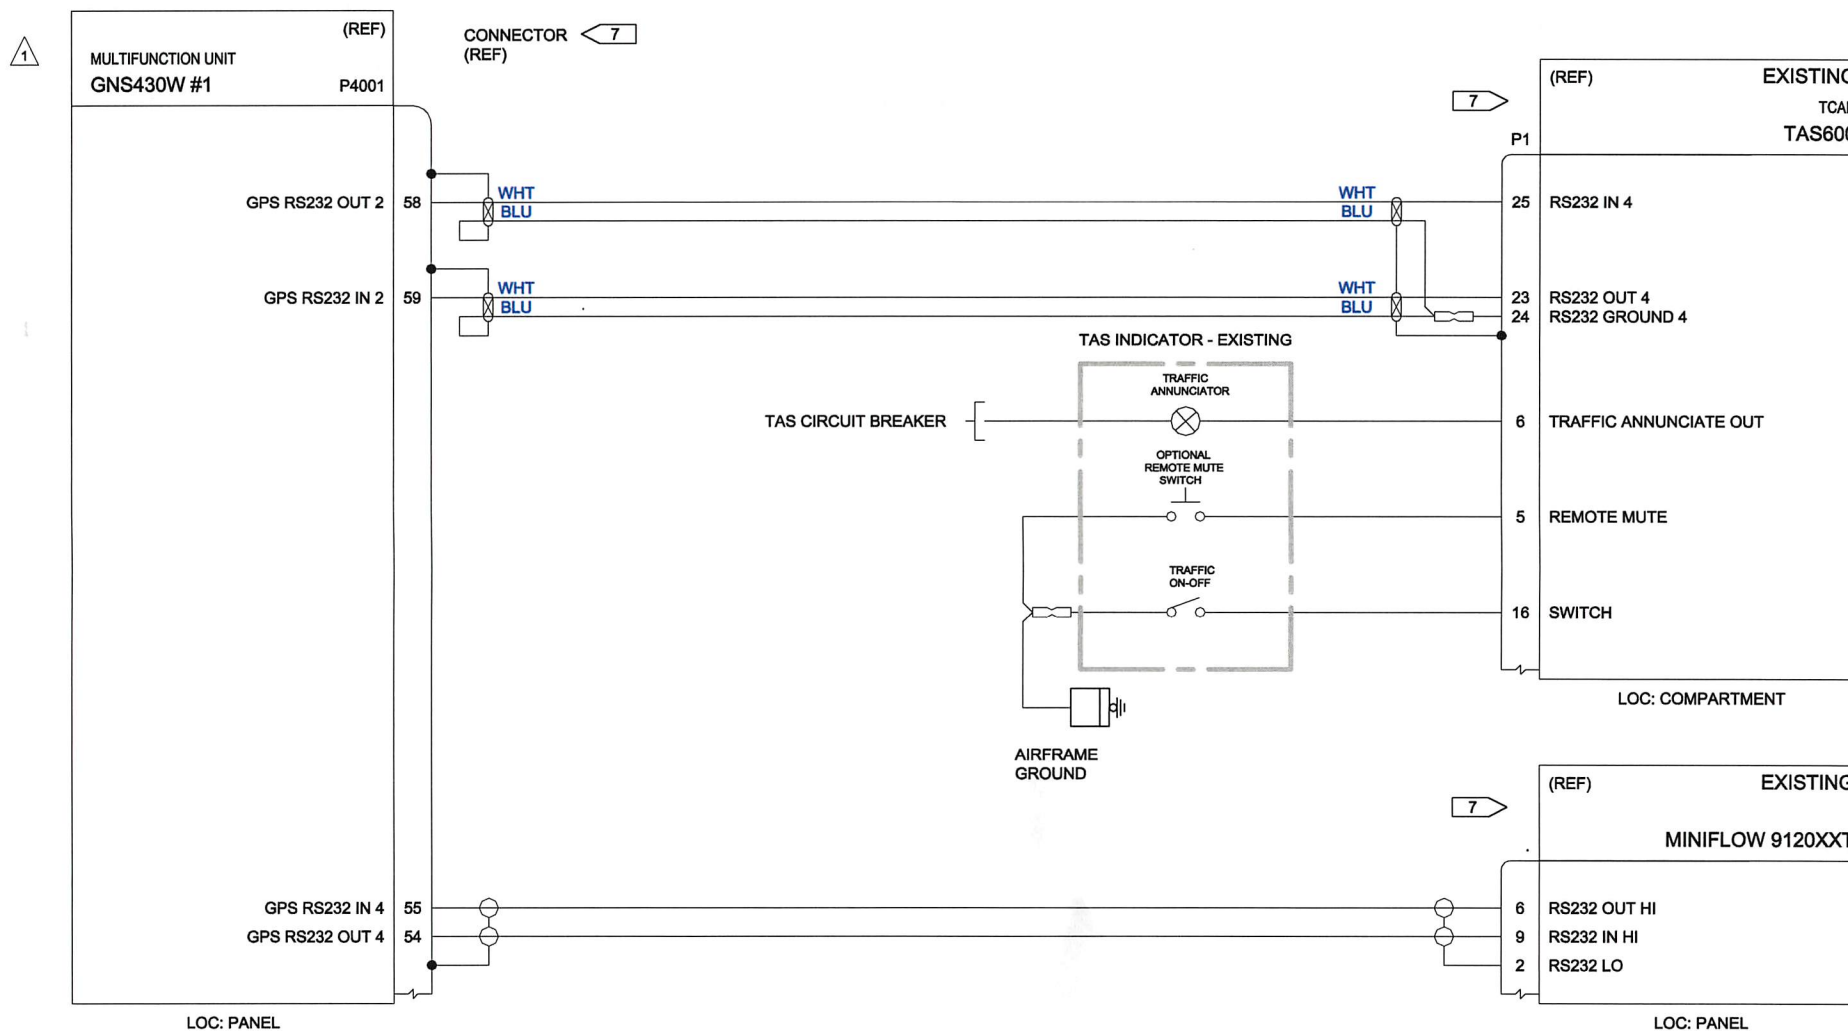 1
(REF)
MULTIFUNCTION UNIT
GNS430W #1
P4001
CONNECTOR
(REF)
7
7
(REF)
EXISTING
P1
GPS RS232 OUT 2
58
WHT
BLU
WHT
BLU
25
RS232 IN 4
GPS RS232 IN 2
59
WHT
BLU
WHT
BLU
23
RS232 OUT 4
24
RS232 GROUND 4
TAS INDICATOR - EXISTING
TRAFFIC
ANNUNCIATOR
TAS CIRCUIT BREAKER
6
TRAFFIC ANNUNCIATE OUT
OPTIONAL
REMOTE MUTE
SWITCH
5
REMOTE MUTE
TRAFFIC
ON-OFF
16
SWITCH
LOC: COMPARTMENT
AIRFRAME
GROUND
7
(REF)
EXISTING
MINIFLOW 9120XXT
GPS RS232 IN 4
55
6
RS232 OUT HI
GPS RS232 OUT 4
54
9
RS232 IN HI
2
RS232 LO
LOC: PANEL
LOC: PANEL